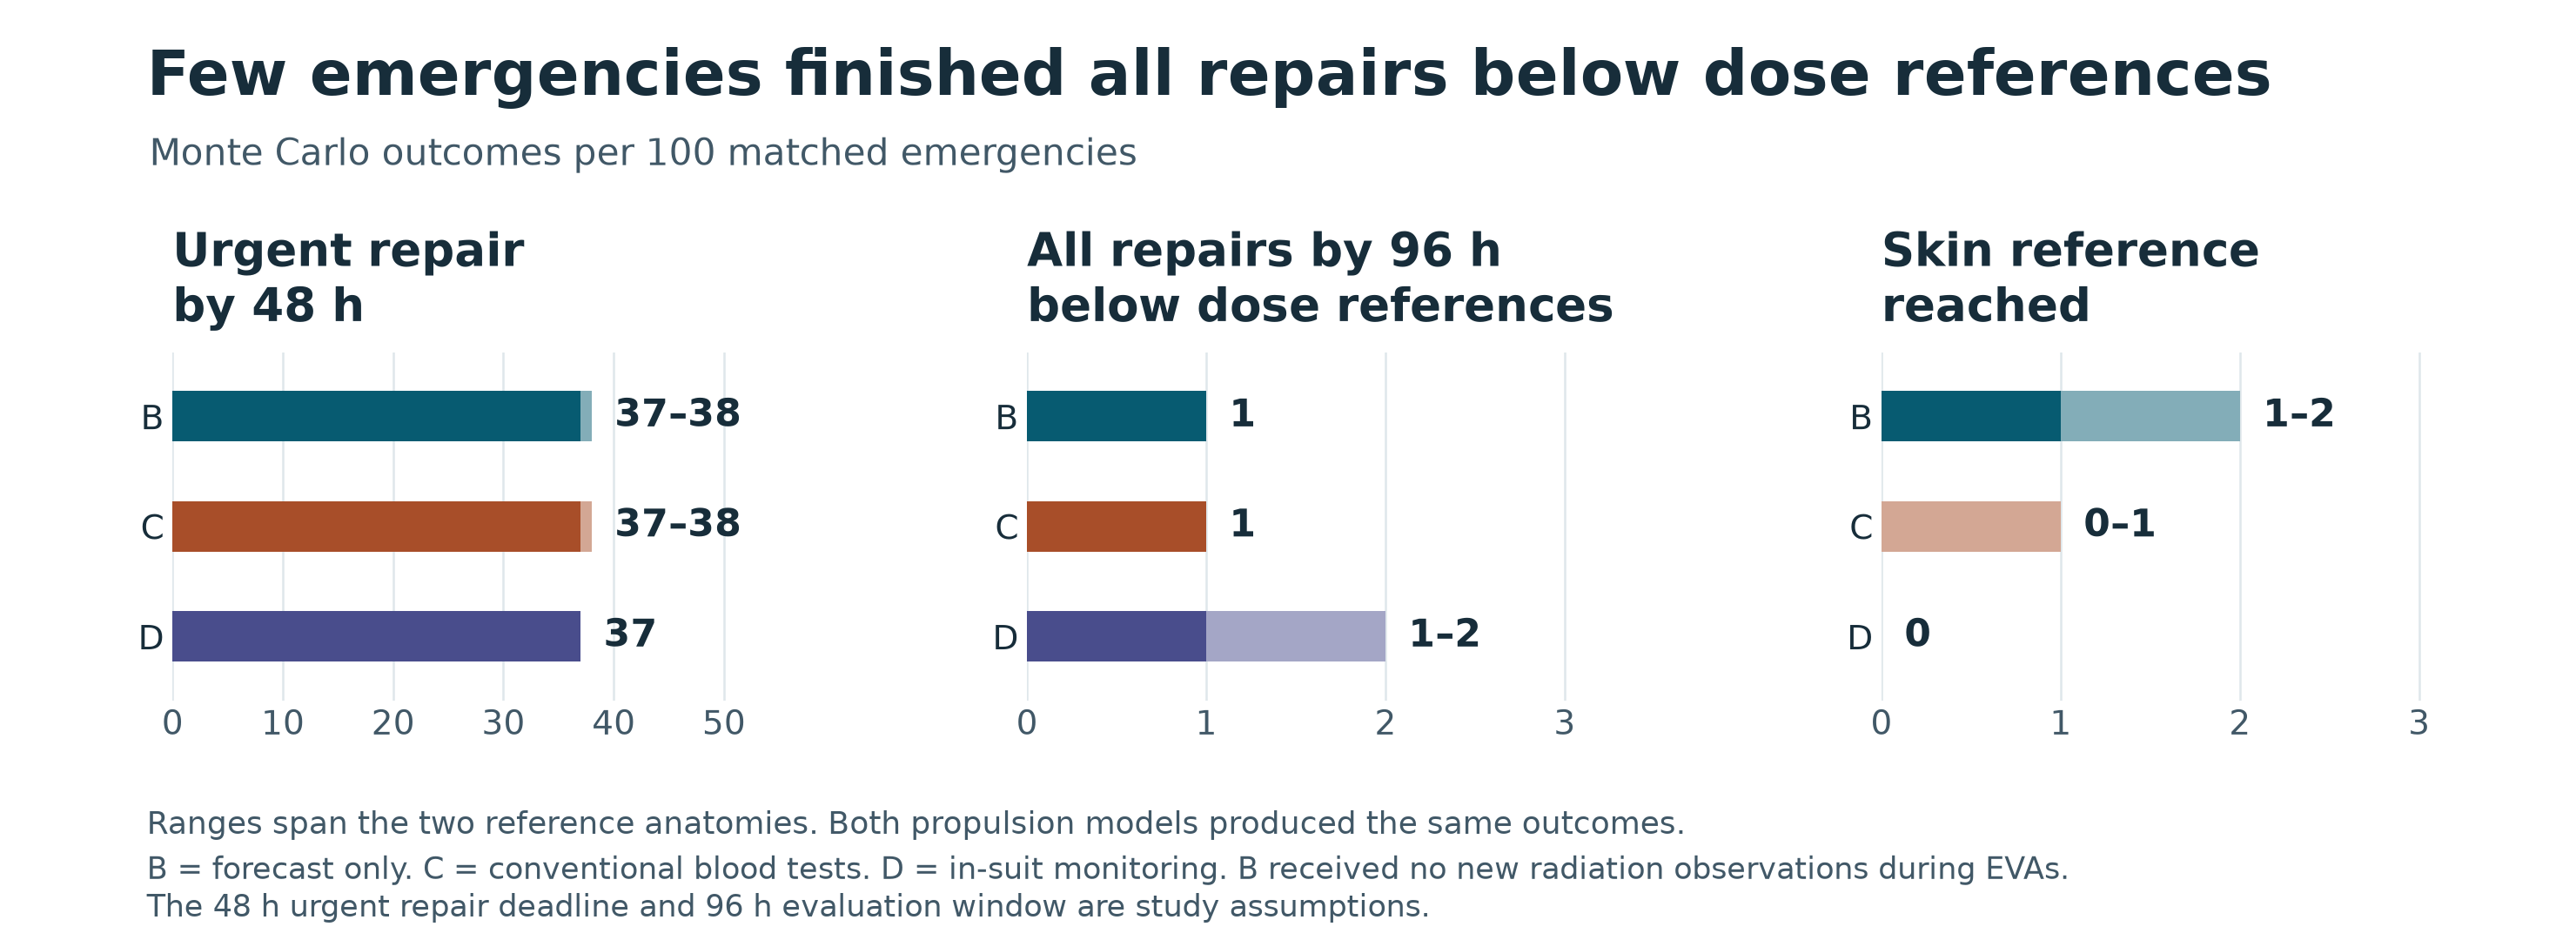 Few emergencies finished all repairs below dose references
Monte Carlo outcomes per 100 matched emergencies
Urgent repair
by 48 h
B
37–38
C
37–38
D
37
0 10 20 30 40 50
All repairs by 96 h
below dose references
B
1
C
1
D
1–2
0 1 2 3
Skin reference
reached
B
1–2
C
0–1
D
0
0 1 2 3
Ranges span the two reference anatomies. Both propulsion models produced the same outcomes.
B = forecast only. C = conventional blood tests. D = in-suit monitoring. B received no new radiation observations during EVAs.
The 48 h urgent repair deadline and 96 h evaluation window are study assumptions.